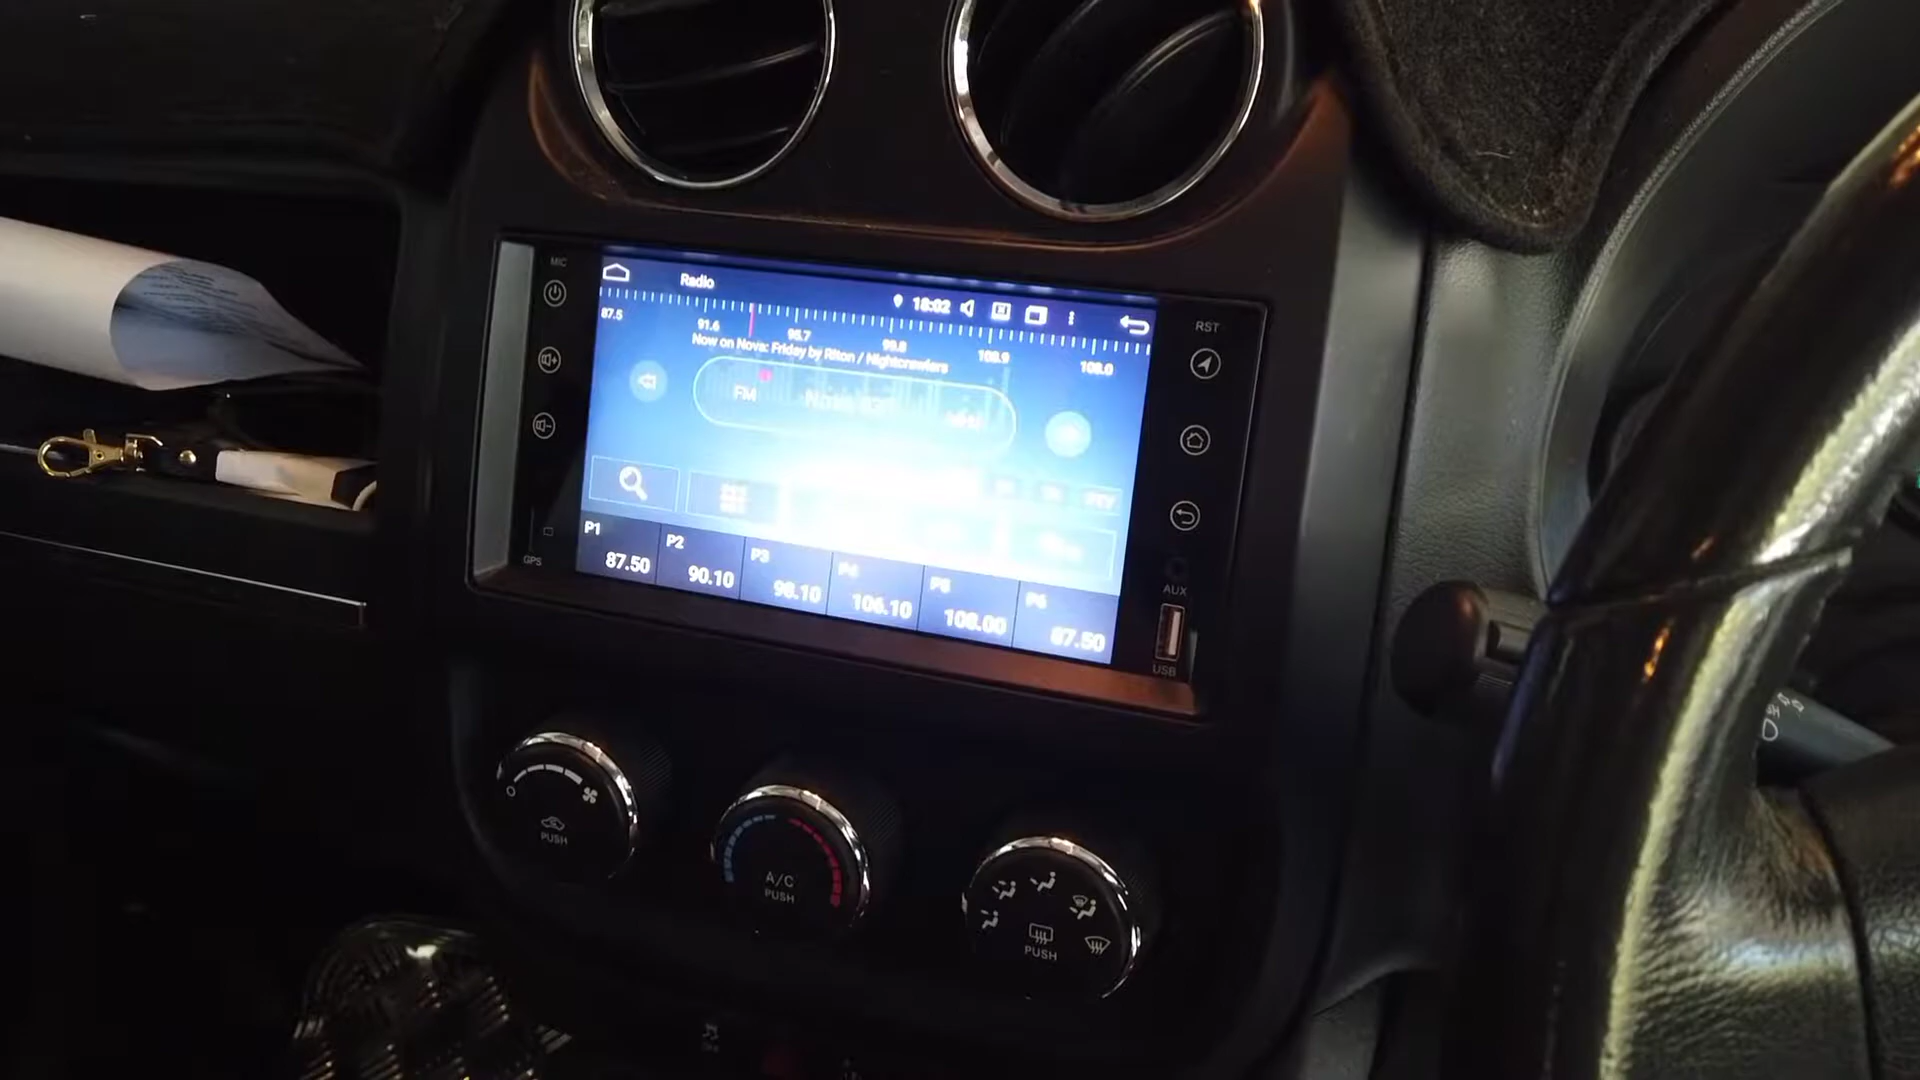 MIC
Radio
18:02
RST
87.5
91.6
95.7
99.8
103.9
108.0
Now on Nova: Friday by Riton / Nightcrawlers
FM
P1
87.50
P2
90.10
P3
98.10
P4
106.10
P5
108.00
P6
87.50
GPS
AUX
USB
PUSH
A/C
PUSH
PUSH